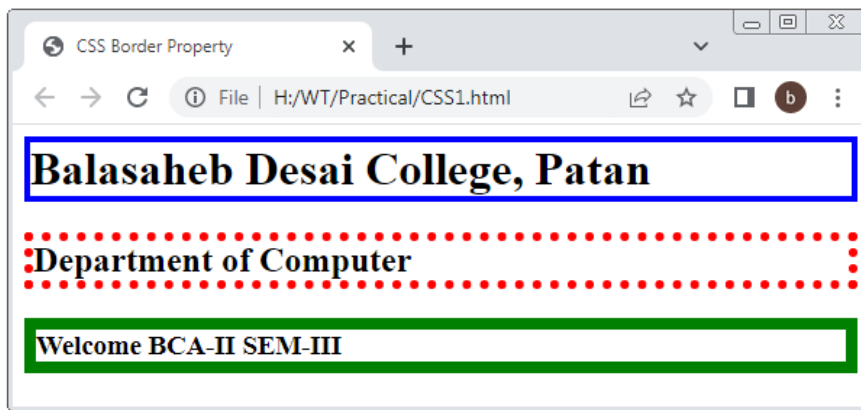 CSS Border Property
File | H:/WT/Practical/CSS1.html
b
Balasaheb Desai College, Patan
Department of Computer
Welcome BCA-II SEM-III